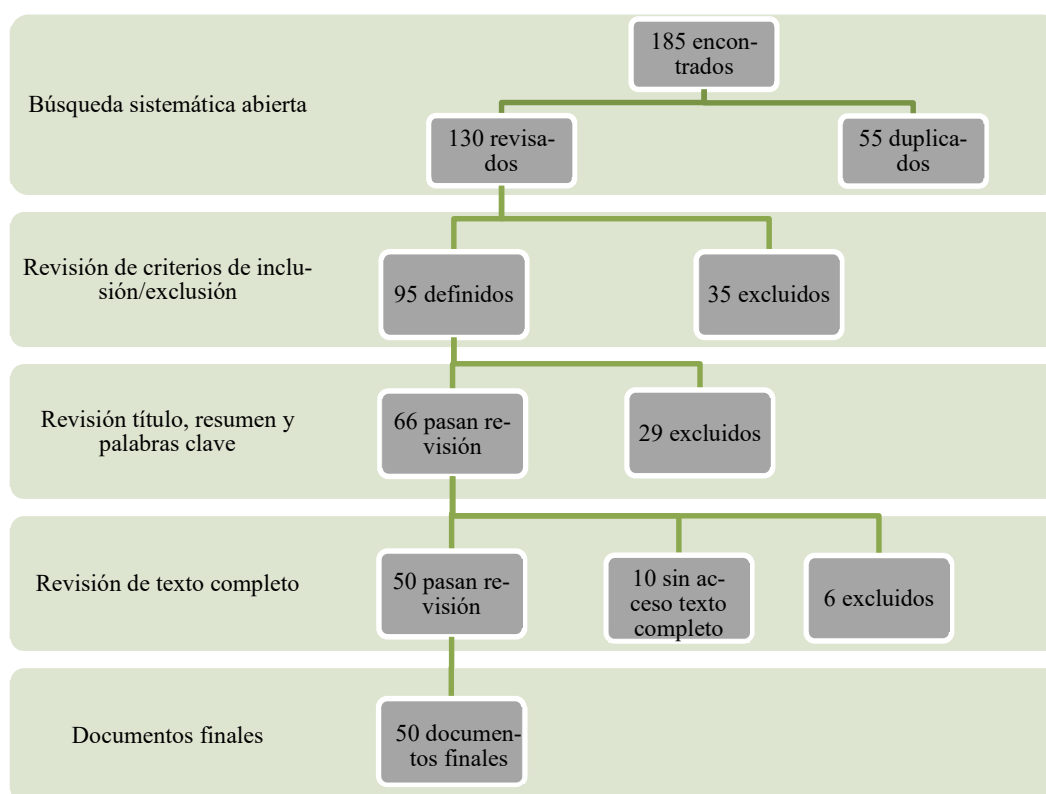 185 encon-
trados
Búsqueda sistemática abierta
130 revisa-
dos
55 duplica-
dos
Revisión de criterios de inclu-
sión/exclusión
95 definidos
35 excluidos
Revisión título, resumen y
palabras clave
66 pasan re-
visión
29 excluidos
Revisión de texto completo
50 pasan re-
visión
10 sin ac-
ceso texto
completo
6 excluidos
Documentos finales
50 documen-
tos finales